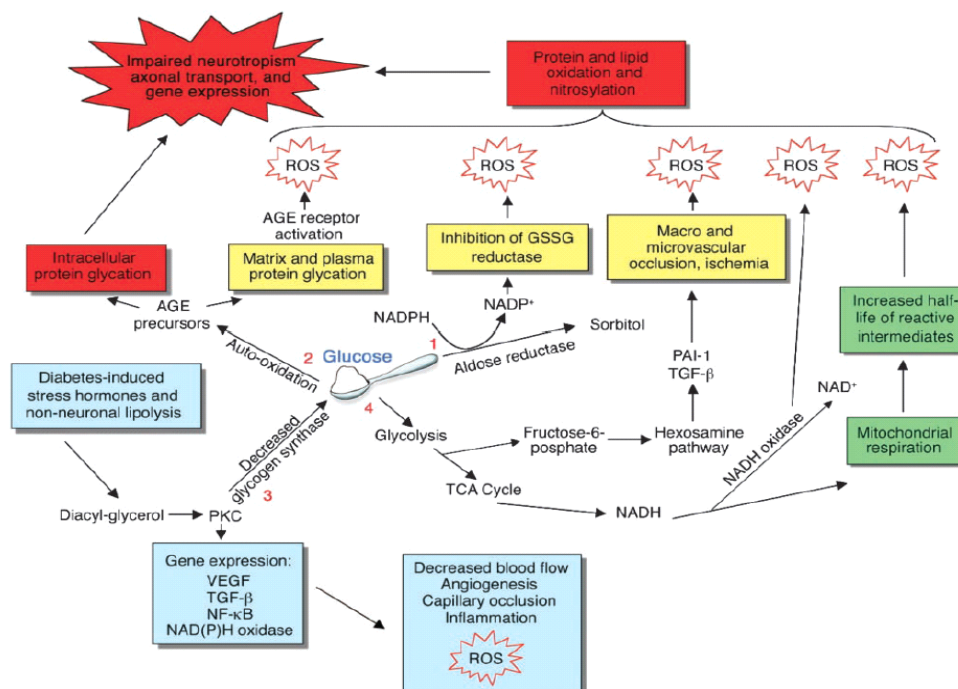 Impaired neurotropism
axonal transport, and
gene expression
Protein and lipid
oxidation and
nitrosylation
ROS
ROS
ROS
ROS
ROS
AGE receptor
activation
Intracellular
protein glycation
Matrix and plasma
protein glycation
Inhibition of GSSG
reductase
Macro and
microvascular
occlusion, ischemia
Increased half-
life of reactive
intermediates
AGE
precursors
NADPH
NADP+
Sorbitol
1
Aldose reductase
2
Glucose
Auto-oxidation
4
PAI-1
TGF-β
Diabetes-induced
stress hormones and
non-neuronal lipolysis
Decreased
glycogen synthase
3
Glycolysis
Fructose-6-
posphate
Hexosamine
pathway
NADH oxidase
NAD+
Mitochondrial
respiration
TCA Cycle
NADH
Diacyl-glycerol
PKC
Gene expression:
VEGF
TGF-β
NF-κB
NAD(P)H oxidase
Decreased blood flow
Angiogenesis
Capillary occlusion
Inflammation
ROS